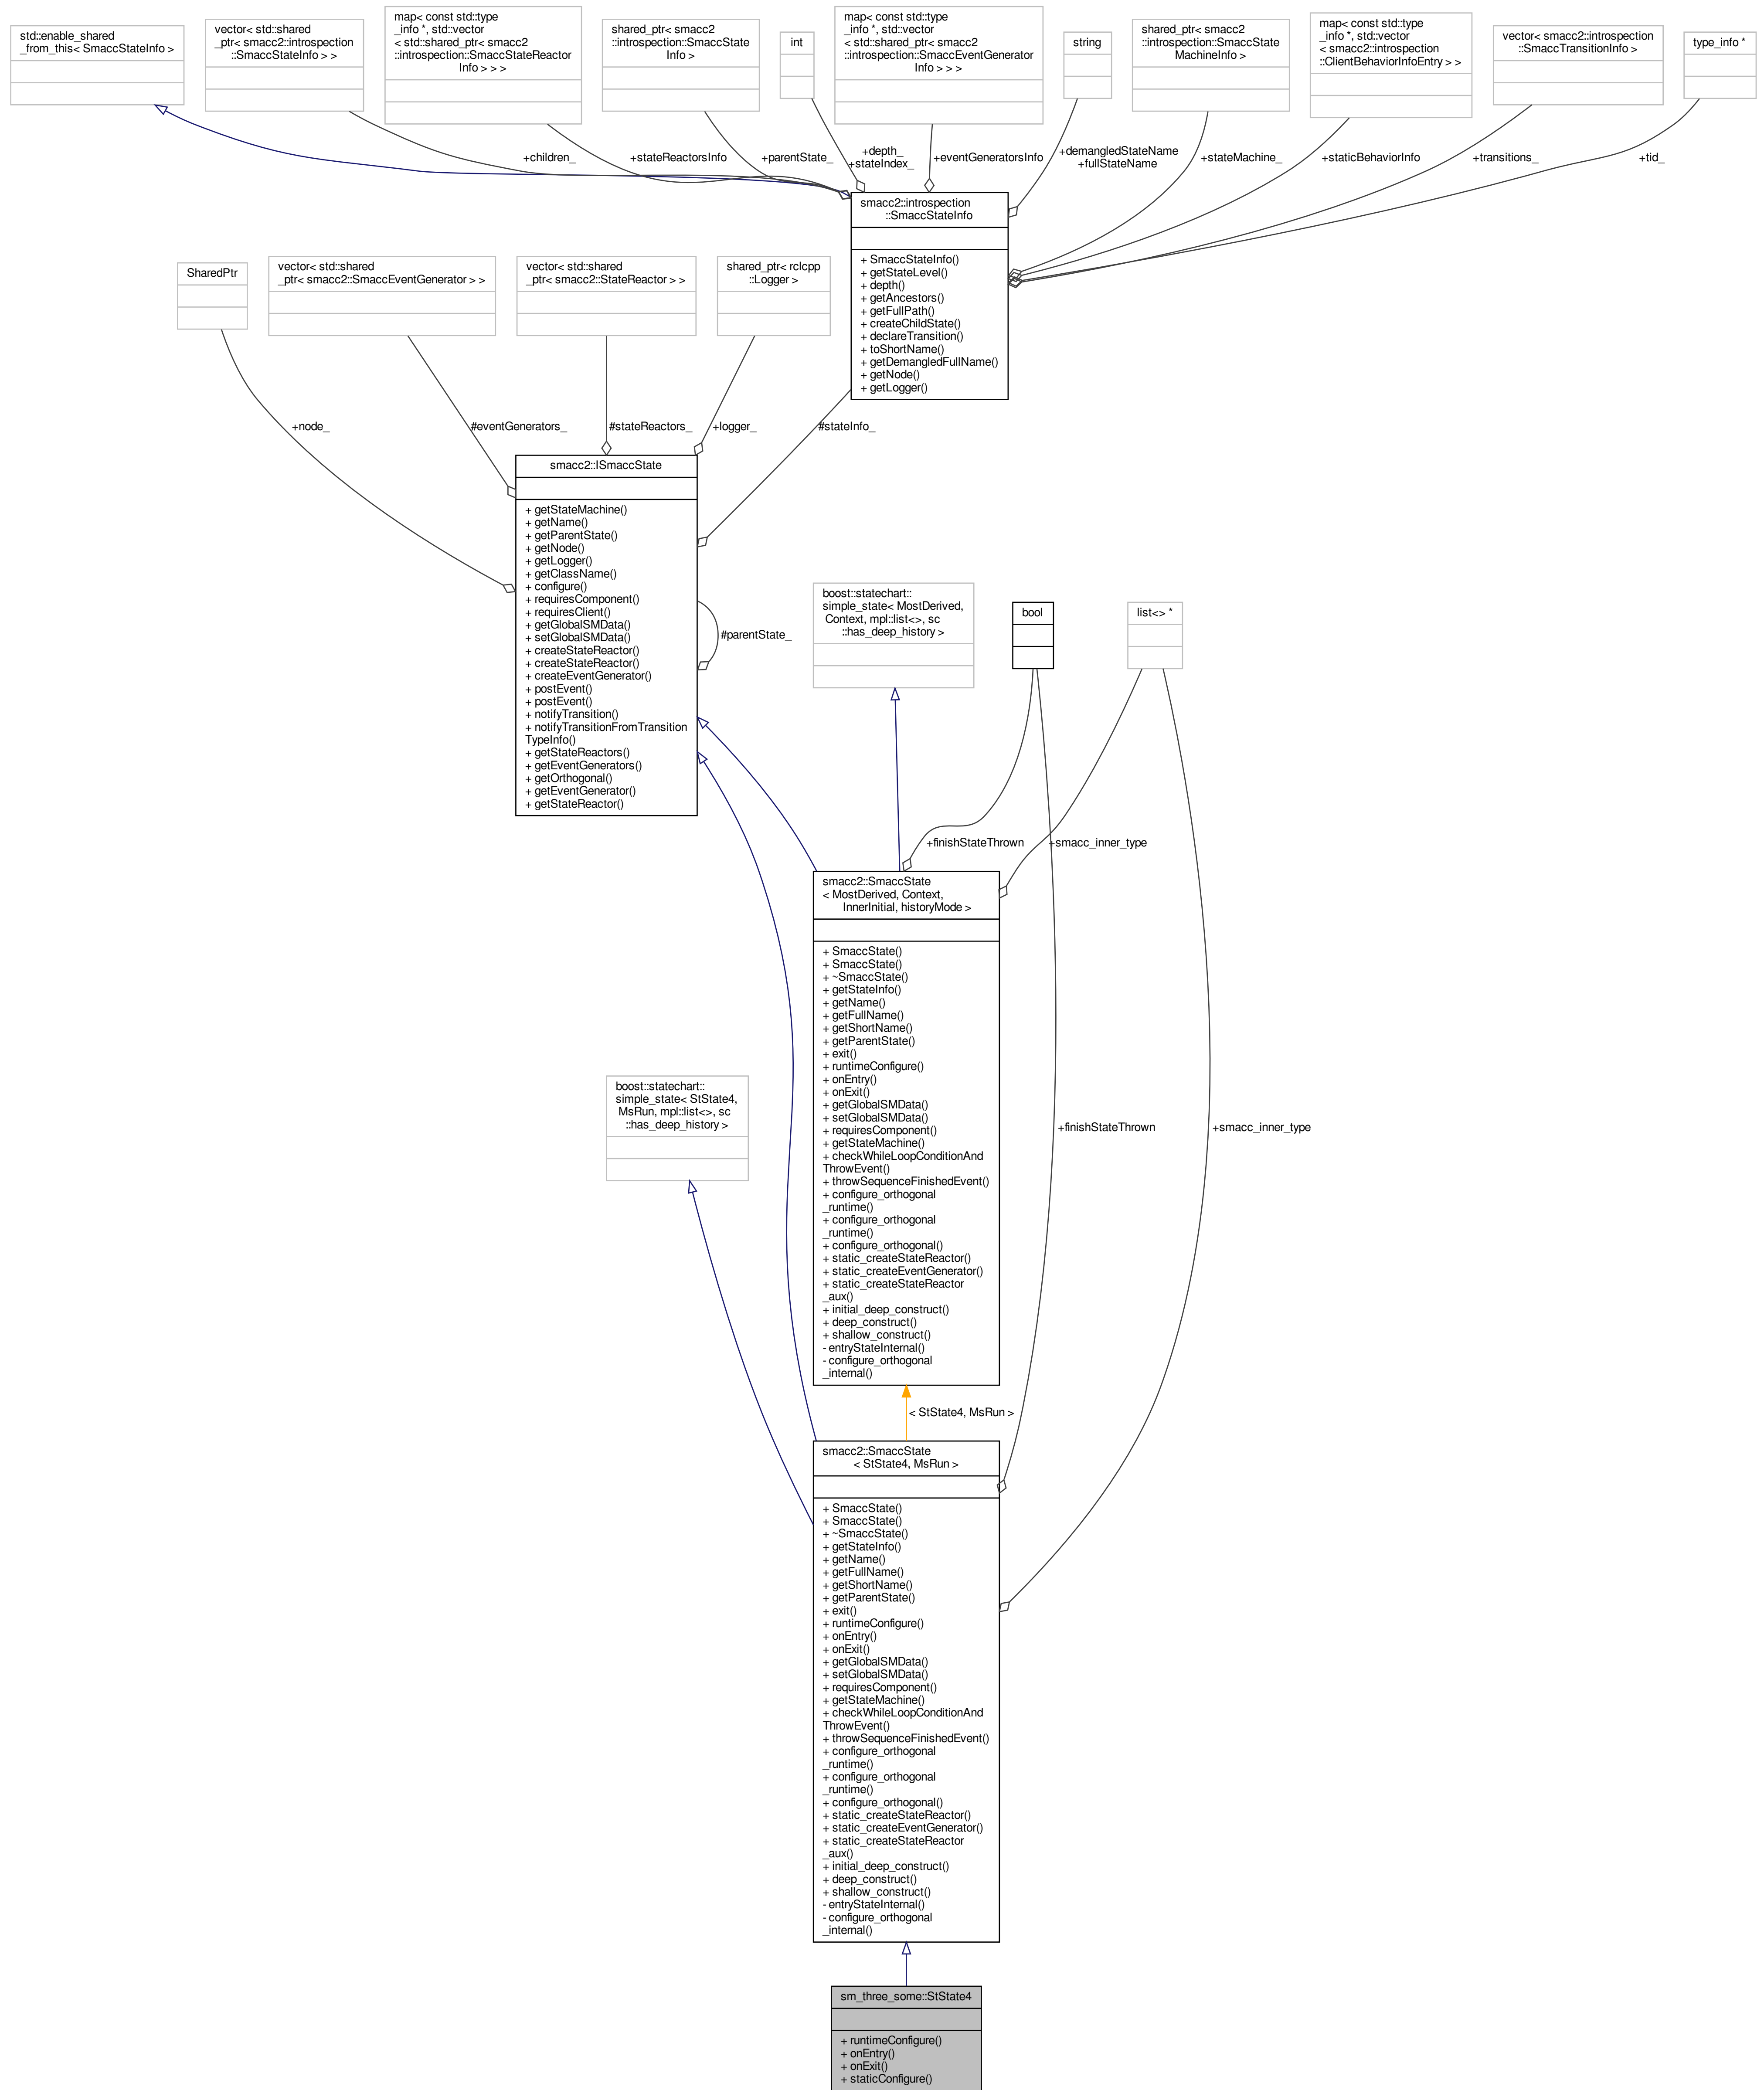 std::enable_shared
_from_this< SmaccStateInfo >
vector< std::shared
_ptr< smacc2::introspection
::SmaccStateInfo > >
map< const std::type
_info *, std::vector
< std::shared_ptr< smacc2
::introspection::SmaccStateReactor
Info > > >
shared_ptr< smacc2
::introspection::SmaccState
Info >
int
map< const std::type
_info *, std::vector
< std::shared_ptr< smacc2
::introspection::SmaccEventGenerator
Info > > >
string
shared_ptr< smacc2
::introspection::SmaccState
MachineInfo >
map< const std::type
_info *, std::vector
< smacc2::introspection
::ClientBehaviorInfoEntry > >
vector< smacc2::introspection
::SmaccTransitionInfo >
type_info *
+children_
+stateReactorsInfo
+parentState_
+depth_
+stateIndex_
+eventGeneratorsInfo
+demangledStateName
+fullStateName
+stateMachine_
+staticBehaviorInfo
+transitions_
+tid_
smacc2::introspection
::SmaccStateInfo
+ SmaccStateInfo()
+ getStateLevel()
+ depth()
+ getAncestors()
+ getFullPath()
+ createChildState()
+ declareTransition()
+ toShortName()
+ getDemangledFullName()
+ getNode()
+ getLogger()
SharedPtr
vector< std::shared
_ptr< smacc2::SmaccEventGenerator > >
vector< std::shared
_ptr< smacc2::StateReactor > >
shared_ptr< rclcpp
::Logger >
+node_
#eventGenerators_
#stateReactors_
+logger_
#stateInfo_
smacc2::ISmaccState
+ getStateMachine()
+ getName()
+ getParentState()
+ getNode()
+ getLogger()
+ getClassName()
+ configure()
+ requiresComponent()
+ requiresClient()
+ getGlobalSMData()
+ setGlobalSMData()
+ createStateReactor()
+ createStateReactor()
+ createEventGenerator()
+ postEvent()
+ postEvent()
+ notifyTransition()
+ notifyTransitionFromTransition
TypeInfo()
+ getStateReactors()
+ getEventGenerators()
+ getOrthogonal()
+ getEventGenerator()
+ getStateReactor()
#parentState_
boost::statechart::
simple_state< MostDerived,
Context, mpl::list<>, sc
::has_deep_history >
bool
list<> *
+finishStateThrown
+smacc_inner_type
smacc2::SmaccState
< MostDerived, Context,
InnerInitial, historyMode >
+ SmaccState()
+ SmaccState()
+ ~SmaccState()
+ getStateInfo()
+ getName()
+ getFullName()
+ getShortName()
+ getParentState()
+ exit()
+ runtimeConfigure()
+ onEntry()
+ onExit()
+ getGlobalSMData()
+ setGlobalSMData()
+ requiresComponent()
+ getStateMachine()
+ checkWhileLoopConditionAnd
ThrowEvent()
+ throwSequenceFinishedEvent()
+ configure_orthogonal
_runtime()
+ configure_orthogonal
_runtime()
+ configure_orthogonal()
+ static_createStateReactor()
+ static_createEventGenerator()
+ static_createStateReactor
_aux()
+ initial_deep_construct()
+ deep_construct()
+ shallow_construct()
- entryStateInternal()
- configure_orthogonal
_internal()
boost::statechart::
simple_state< StState4,
MsRun, mpl::list<>, sc
::has_deep_history >
+finishStateThrown
+smacc_inner_type
< StState4, MsRun >
smacc2::SmaccState
< StState4, MsRun >
+ SmaccState()
+ SmaccState()
+ ~SmaccState()
+ getStateInfo()
+ getName()
+ getFullName()
+ getShortName()
+ getParentState()
+ exit()
+ runtimeConfigure()
+ onEntry()
+ onExit()
+ getGlobalSMData()
+ setGlobalSMData()
+ requiresComponent()
+ getStateMachine()
+ checkWhileLoopConditionAnd
ThrowEvent()
+ throwSequenceFinishedEvent()
+ configure_orthogonal
_runtime()
+ configure_orthogonal
_runtime()
+ configure_orthogonal()
+ static_createStateReactor()
+ static_createEventGenerator()
+ static_createStateReactor
_aux()
+ initial_deep_construct()
+ deep_construct()
+ shallow_construct()
- entryStateInternal()
- configure_orthogonal
_internal()
sm_three_some::StState4
+ runtimeConfigure()
+ onEntry()
+ onExit()
+ staticConfigure()